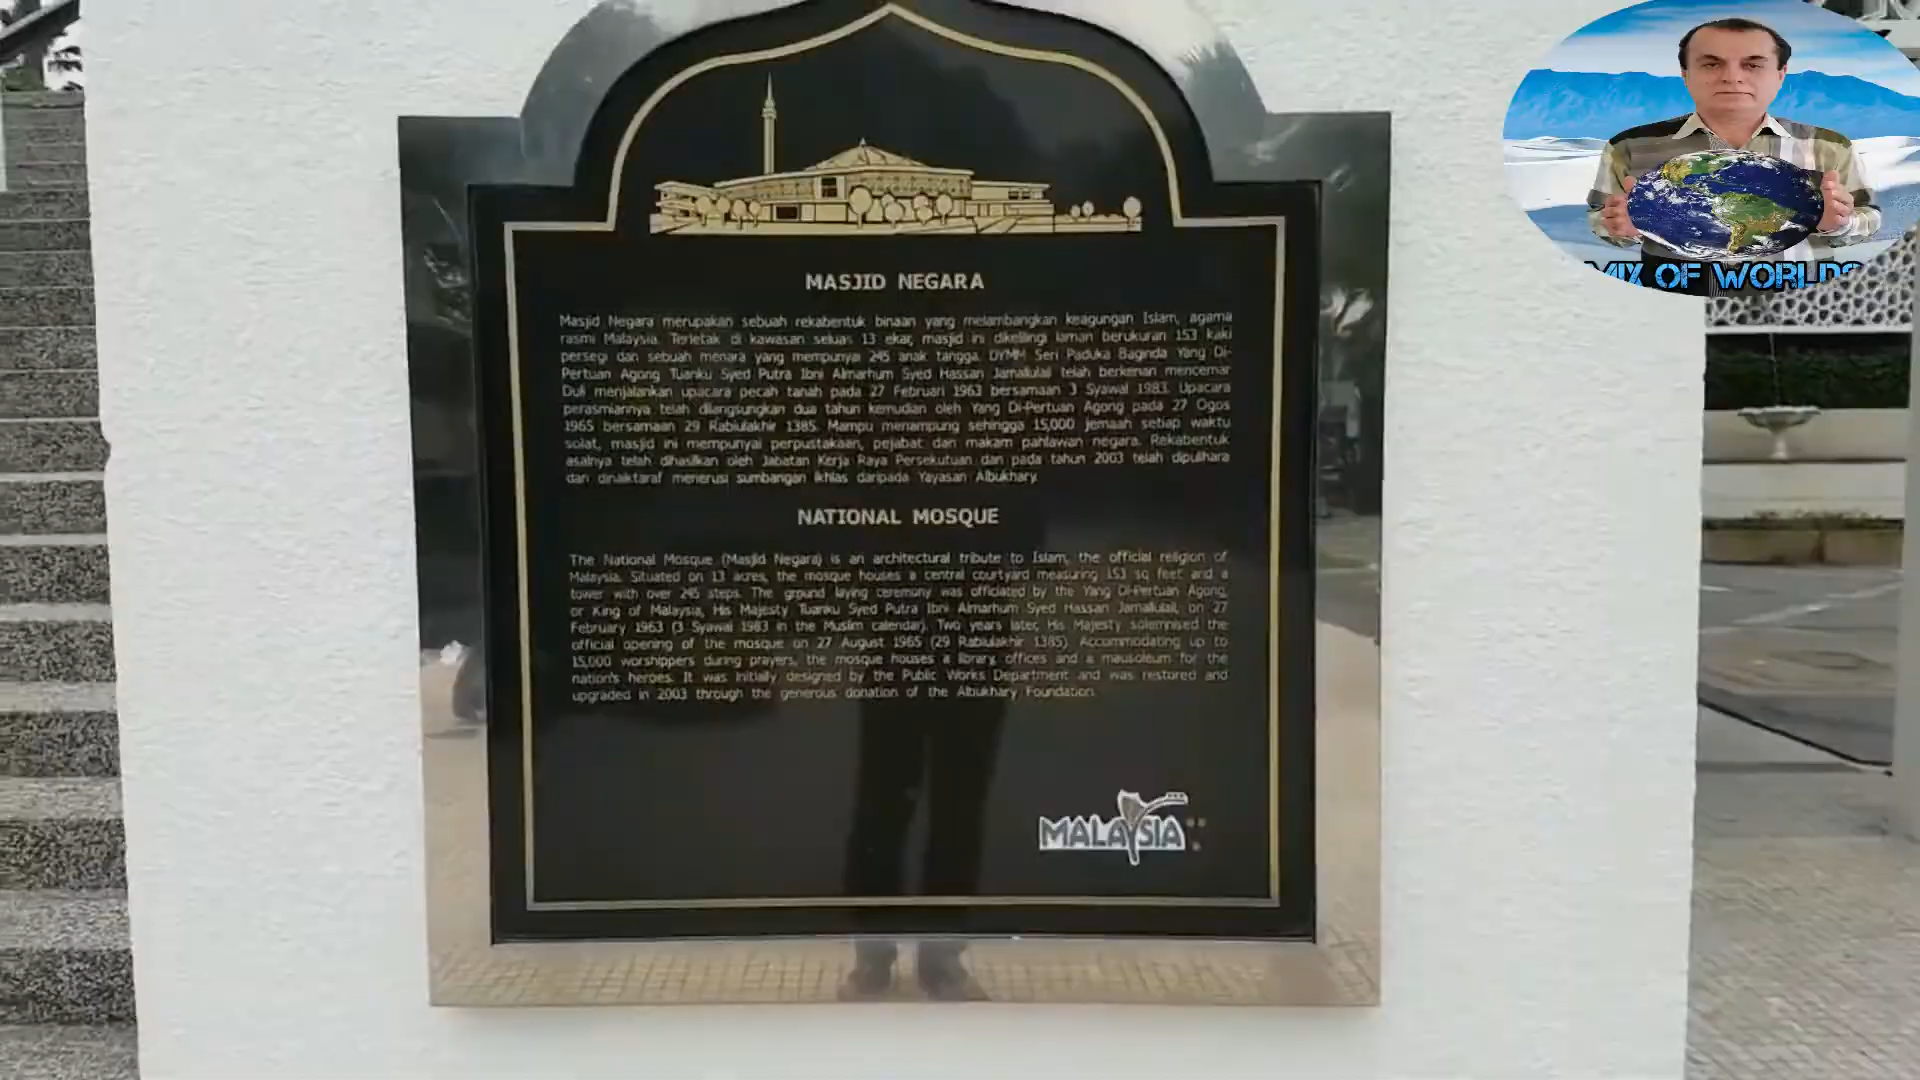 MIX OF WORLDS
MASJID NEGARA
Masjid Negara merupakan sebuah rekabentuk binaan yang melambangkan keagungan Islam, agama
rasmi Malaysia. Terletak di kawasan seluas 13 ekar, masjid ini dikelilingi laman berukuran 153 kaki
persegi dan sebuah menara yang mempunyai 245 anak tangga. DYMM Seri Paduka Baginda Yang Di-
Pertuan Agong Tuanku Syed Putra Ibni Almarhum Syed Hassan Jamalullail telah berkenan mencemar
Duli menjalankan upacara pecah tanah pada 27 Februari 1963 bersamaan 3 Syawal 1983. Upacara
perasmiannya telah dilangsungkan dua tahun kemudian oleh Yang Di-Pertuan Agong pada 27 Ogos
1965 bersamaan 29 Rabiulakhir 1385. Mampu menampung sehingga 15,000 jemaah setiap waktu
solat, masjid ini mempunyai perpustakaan, pejabat dan makam pahlawan negara. Rekabentuk
asalnya telah dihasilkan oleh Jabatan Kerja Raya Persekutuan dan pada tahun 2003 telah dipulihara
dan dinaiktaraf menerusi sumbangan ikhlas daripada Yayasan Albukhary.
NATIONAL MOSQUE
The National Mosque (Masjid Negara) is an architectural tribute to Islam, the official religion of
Malaysia. Situated on 13 acres, the mosque houses a central courtyard measuring 153 sq feet and a
tower with over 245 steps. The ground laying ceremony was officiated by the Yang Di-Pertuan Agong,
or King of Malaysia, His Majesty Tuanku Syed Putra Ibni Almarhum Syed Hassan Jamallulail, on 27
February 1963 (3 Syawal 1983 in the Muslim calendar). Two years later, His Majesty solemnised the
official opening of the mosque on 27 August 1965 (29 Rabiulakhir 1385). Accommodating up to
15,000 worshippers during prayers, the mosque houses a library, offices and a mausoleum for the
nation's heroes. It was initially designed by the Public Works Department and was restored and
upgraded in 2003 through the generous donation of the Albukhary Foundation.
MALAYSIA